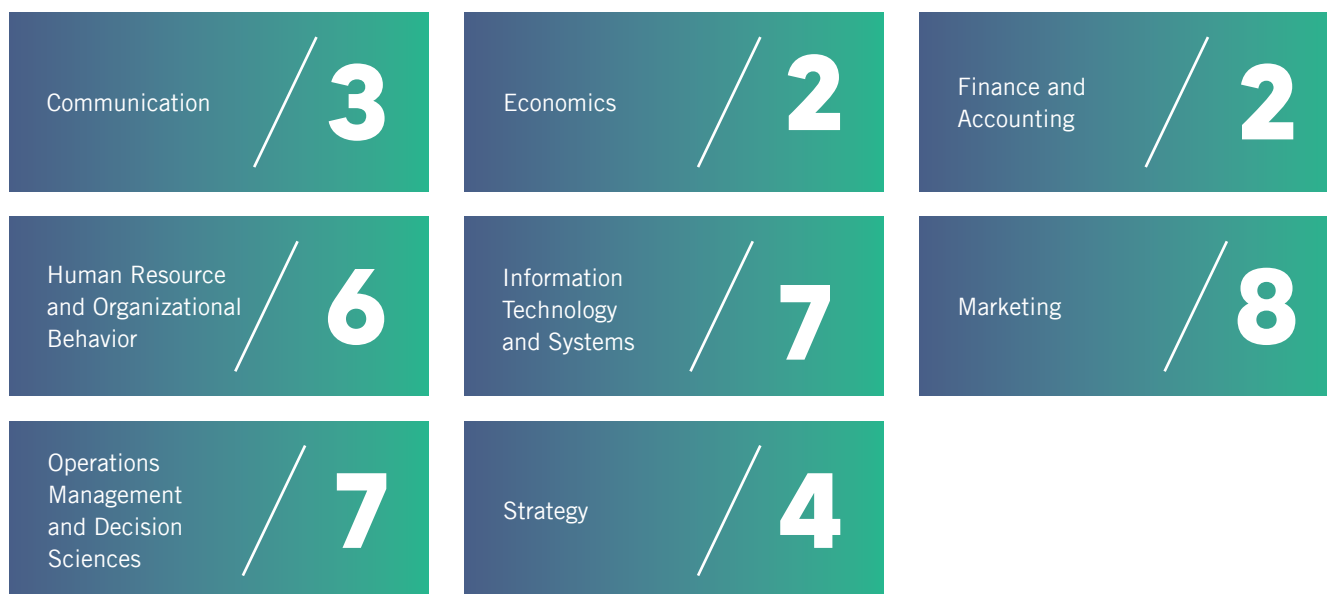 Communication
3
Economics
2
Finance and
Accounting
2
Human Resource
and Organizational
Behavior
6
Information
Technology
and Systems
7
Marketing
8
Operations
Management
and Decision
Sciences
7
Strategy
4